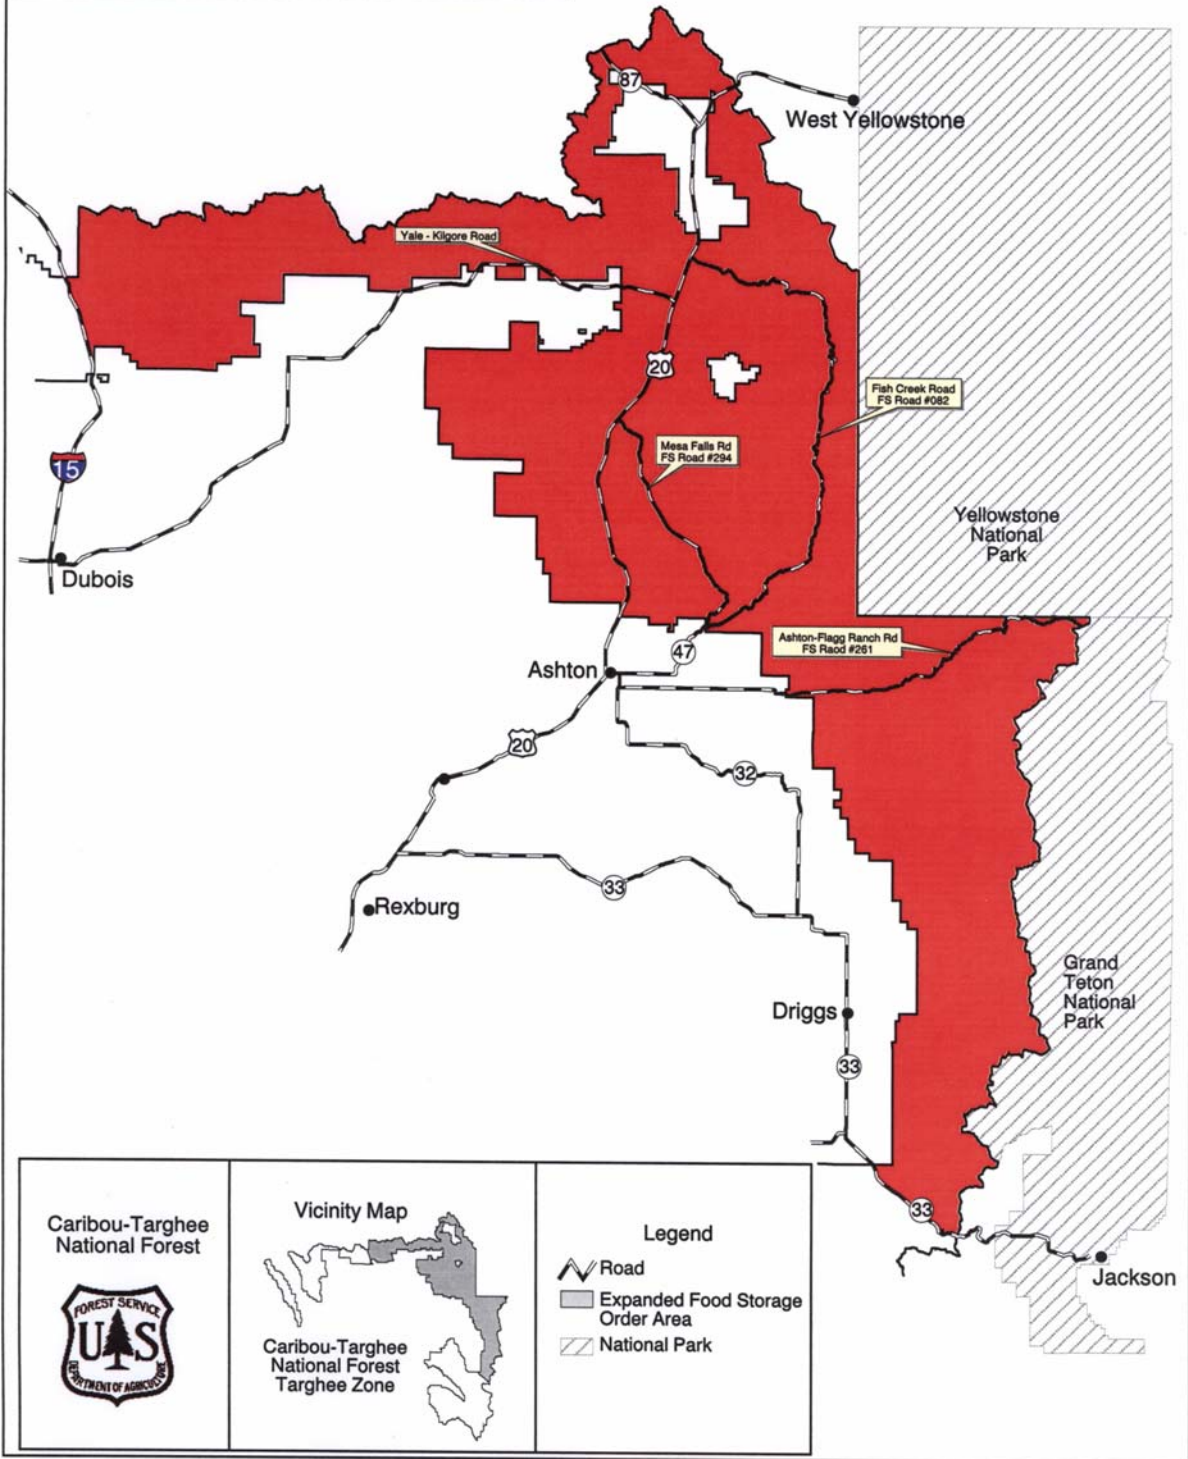 87
West Yellowstone
Yale - Kilgore Road
20
Fish Creek Road
FS Road #082
Mesa Falls Rd
FS Road #294
15
Yellowstone
National
Park
Dubois
Ashton-Flagg Ranch Rd
FS Raod #261
47
Ashton
20
32
33
Rexburg
Grand
Teton
National
Park
Driggs
33
33
Jackson
Caribou-Targhee
National Forest
FOREST SERVICE
U S
DEPARTMENT OF AGRICULTURE
Vicinity Map
Caribou-Targhee
National Forest
Targhee Zone
Legend
Road
Expanded Food Storage
Order Area
National Park